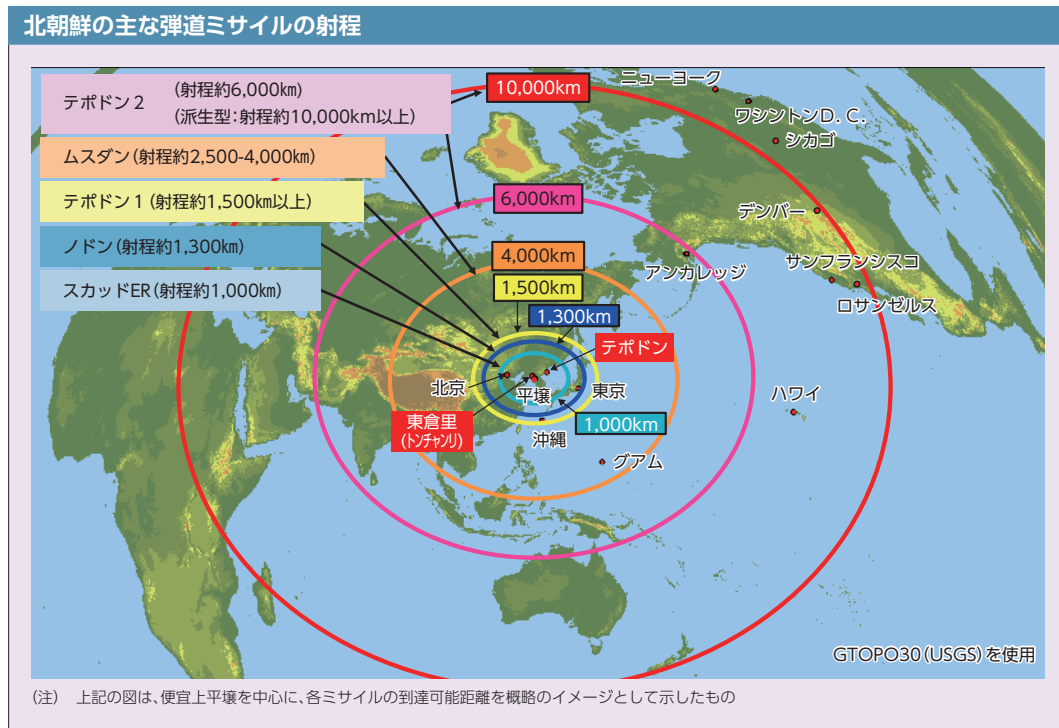 北朝鮮の主な弾道ミサイルの射程
テポドン2 (射程約6,000km)
(派生型:射程約10,000km以上)
ムスダン(射程約2,500-4,000km)
テポドン1(射程約1,500km以上)
ノドン(射程約1,300km)
スカッドER(射程約1,000km)
10,000km
6,000km
4,000km
1,500km
1,300km
1,000km
ニューヨーク
ワシントンD.C.
シカゴ
デンバー
サンフランシスコ
ロサンゼルス
アンカレッジ
テポドン
北京
平壌
東京
東倉里
(トンチャンリ)
沖縄
グアム
ハワイ
GTOPO30(USGS)を使用
(注) 上記の図は、便宜上平壌を中心に、各ミサイルの到達可能距離を概略のイメージとして示したもの